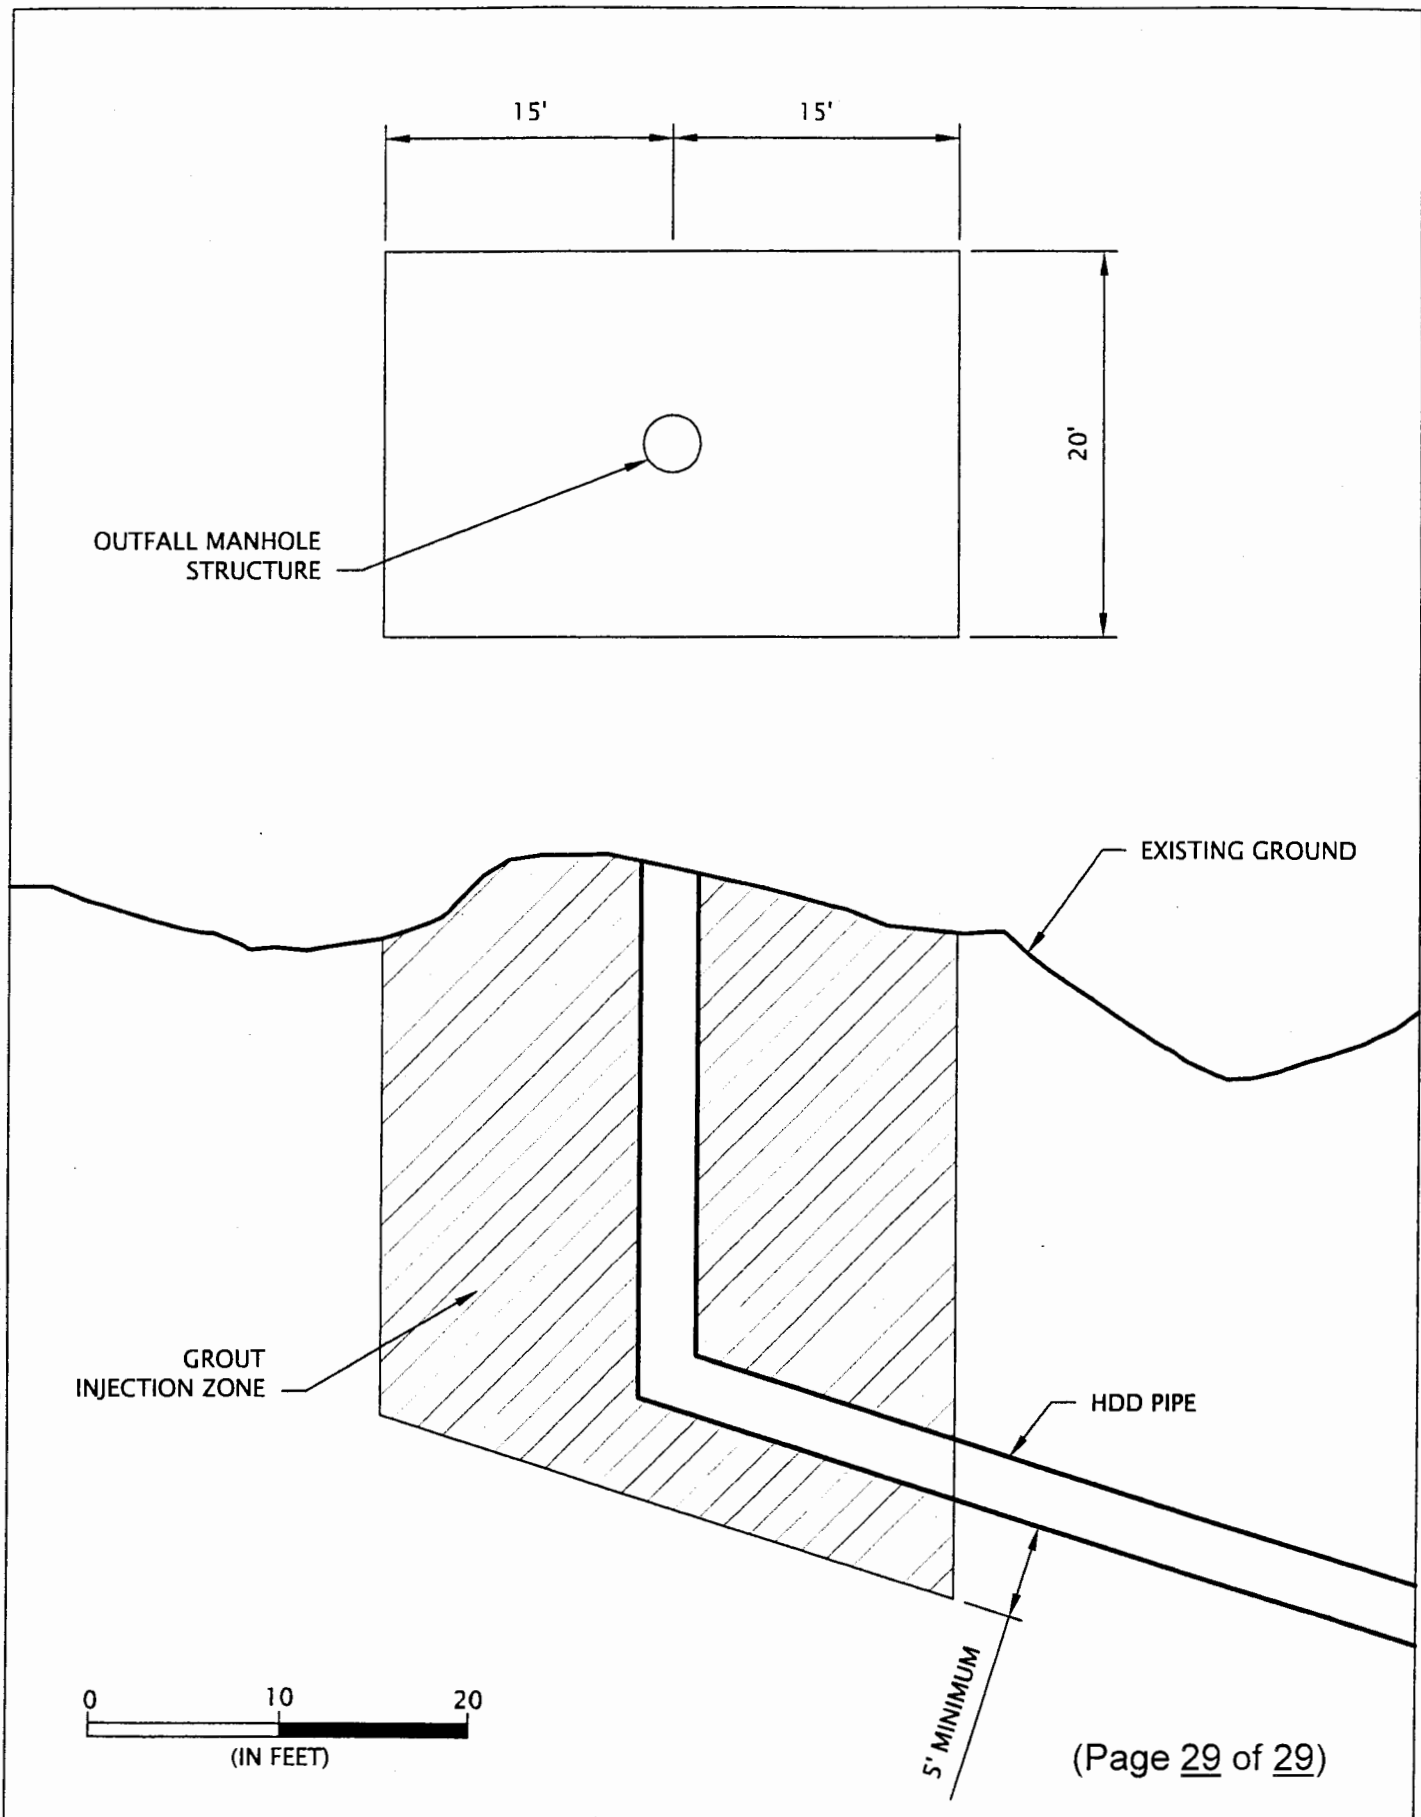 15'
15'
20'
OUTFALL MANHOLE
STRUCTURE
EXISTING GROUND
GROUT
INJECTION ZONE
HDD PIPE
5' MINIMUM
0
10
20
(IN FEET)
(Page 29 of 29)